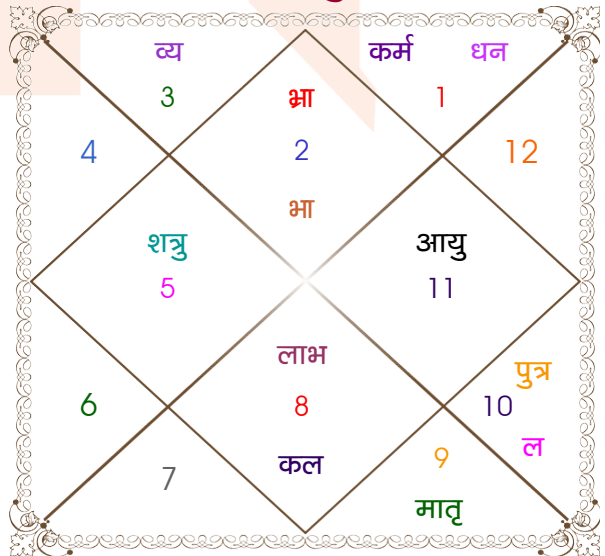 व्य कर्म धन
3 भ्रा 1
4 2 12
भा
शत्रु आयु
5 11
लाभ
पुत्र
6 8 10
ल
7 कल 9
मातृ